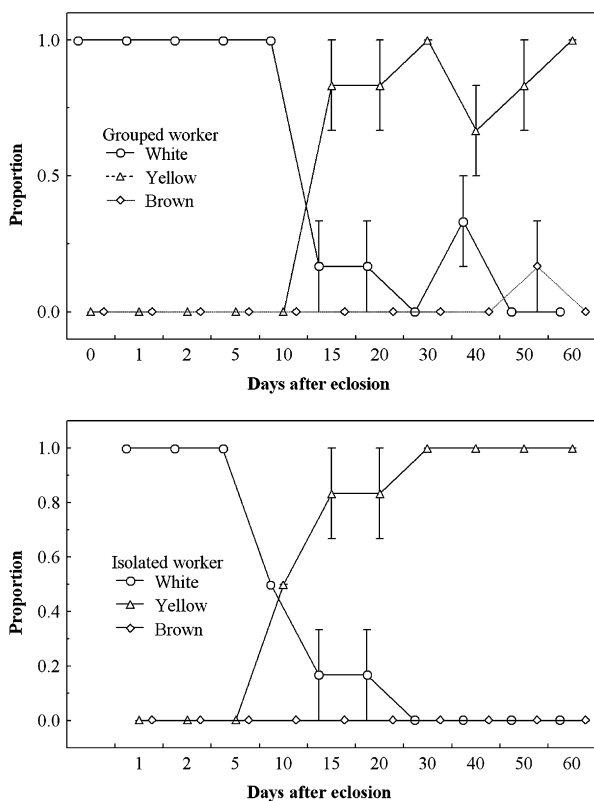 1.0
0.5
0.0
Proportion
Grouped worker
White
Yellow
Brown
0 1 2 5 10 15 20 30 40 50 60
Days after eclosion
1.0
0.8
0.6
0.4
0.2
0.0
Proportion
Isolated worker
White
Yellow
Brown
1 2 5 10 15 20 30 40 50 60
Days after eclosion